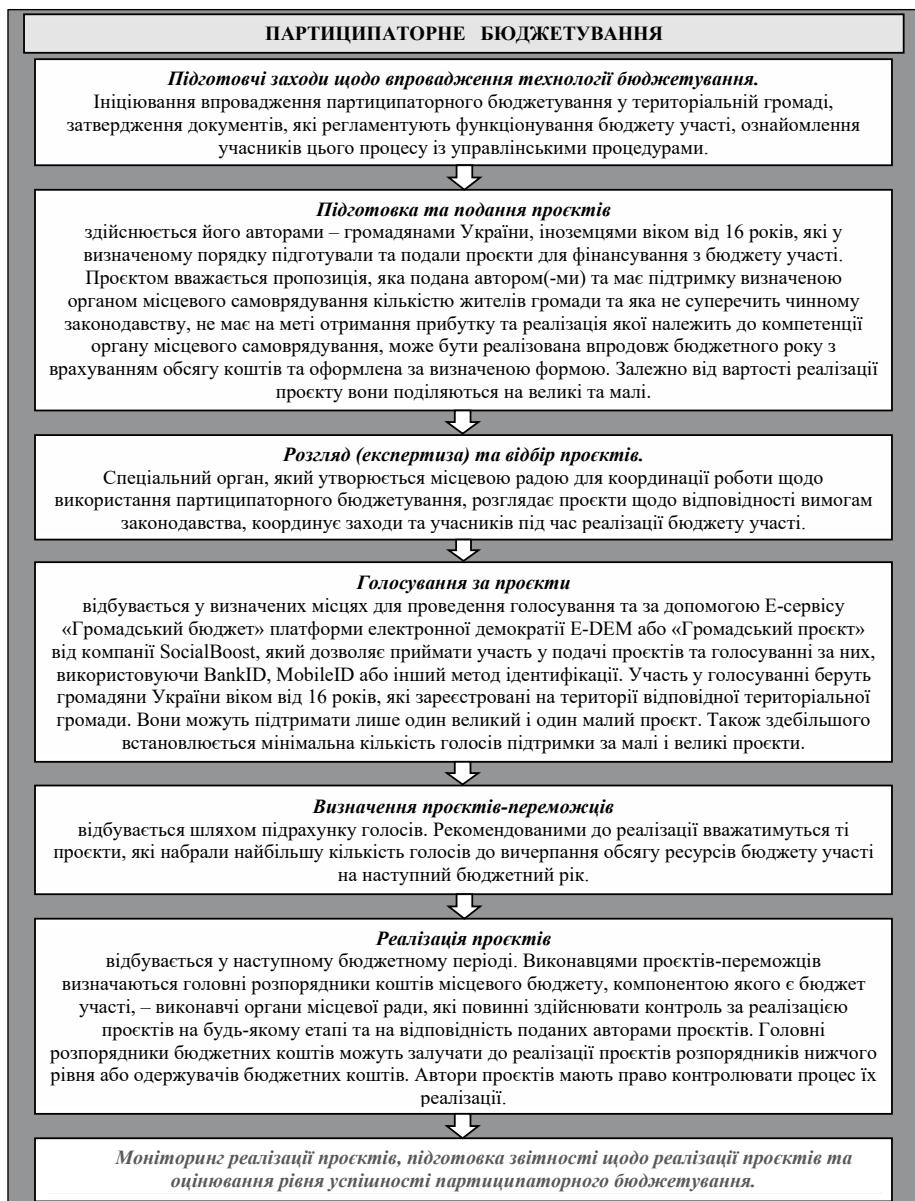 ПАРТИЦИПАТОРНЕ БЮДЖЕТУВАННЯ
Підготовчі заходи щодо впровадження технології бюджетування.
Ініціювання впровадження партиципаторного бюджетування у територіальній громаді,
затвердження документів, які регламентують функціонування бюджету участі, ознайомлення
учасників цього процесу із управлінськими процедурами.
Підготовка та подання проєктів
здійснюється його авторами – громадянами України, іноземцями віком від 16 років, які у
визначеному порядку підготували та подали проєкти для фінансування з бюджету участі.
Проєктом вважається пропозиція, яка подана автором(-ми) та має підтримку визначеною
органом місцевого самоврядування кількістю жителів громади та яка не суперечить чинному
законодавству, не має на меті отримання прибутку та реалізація якої належить до компетенції
органу місцевого самоврядування, може бути реалізована впродовж бюджетного року з
врахуванням обсягу коштів та оформлена за визначеною формою. Залежно від вартості реалізації
проєкту вони поділяються на великі та малі.
Розгляд (експертиза) та відбір проєктів.
Спеціальний орган, який утворюється місцевою радою для координації роботи щодо
використання партиципаторного бюджетування, розглядає проєкти щодо відповідності вимогам
законодавства, координує заходи та учасників під час реалізації бюджету участі.
Голосування за проєкти
відбувається у визначених місцях для проведення голосування та за допомогою Е-сервісу
«Громадський бюджет» платформи електронної демократії E-DEM або «Громадський проєкт»
від компанії SocialBoost, який дозволяє приймати участь у подачі проєктів та голосуванні за них,
використовуючи BankID, MobileID або інший метод ідентифікації. Участь у голосуванні беруть
громадяни України віком від 16 років, які зареєстровані на території відповідної територіальної
громади. Вони можуть підтримати лише один великий і один малий проєкт. Також здебільшого
встановлюється мінімальна кількість голосів підтримки за малі і великі проєкти.
Визначення проєктів-переможців
відбувається шляхом підрахунку голосів. Рекомендованими до реалізації вважатимуться ті
проєкти, які набрали найбільшу кількість голосів до вичерпання обсягу ресурсів бюджету участі
на наступний бюджетний рік.
Реалізація проєктів
відбувається у наступному бюджетному періоді. Виконавцями проєктів-переможців
визначаються головні розпорядники коштів місцевого бюджету, компонентою якого є бюджет
участі, – виконавчі органи місцевої ради, які повинні здійснювати контроль за реалізацією
проєктів на будь-якому етапі та на відповідність поданих авторами проєктів. Головні
розпорядники бюджетних коштів можуть залучати до реалізації проєктів розпорядників нижчого
рівня або одержувачів бюджетних коштів. Автори проєктів мають право контролювати процес їх
реалізації.
Моніторинг реалізації проєктів, підготовка звітності щодо реалізації проєктів та
оцінювання рівня успішності партиципаторного бюджетування.